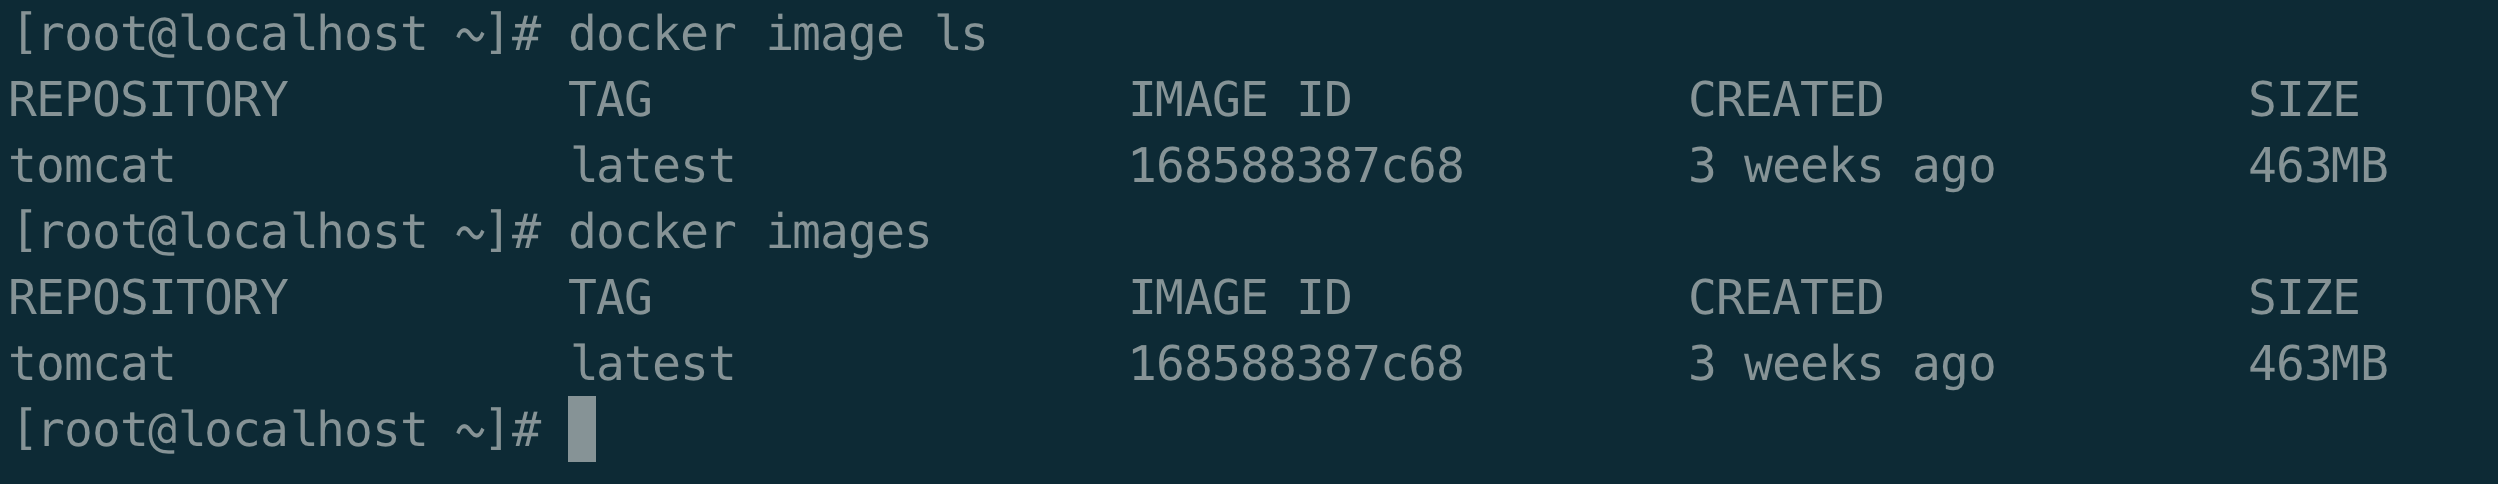 [root@localhost ~]# docker image ls
REPOSITORY TAG IMAGE ID CREATED SIZE
tomcat latest 168588387c68 3 weeks ago 463MB
[root@localhost ~]# docker images
REPOSITORY TAG IMAGE ID CREATED SIZE
tomcat latest 168588387c68 3 weeks ago 463MB
[root@localhost ~]#